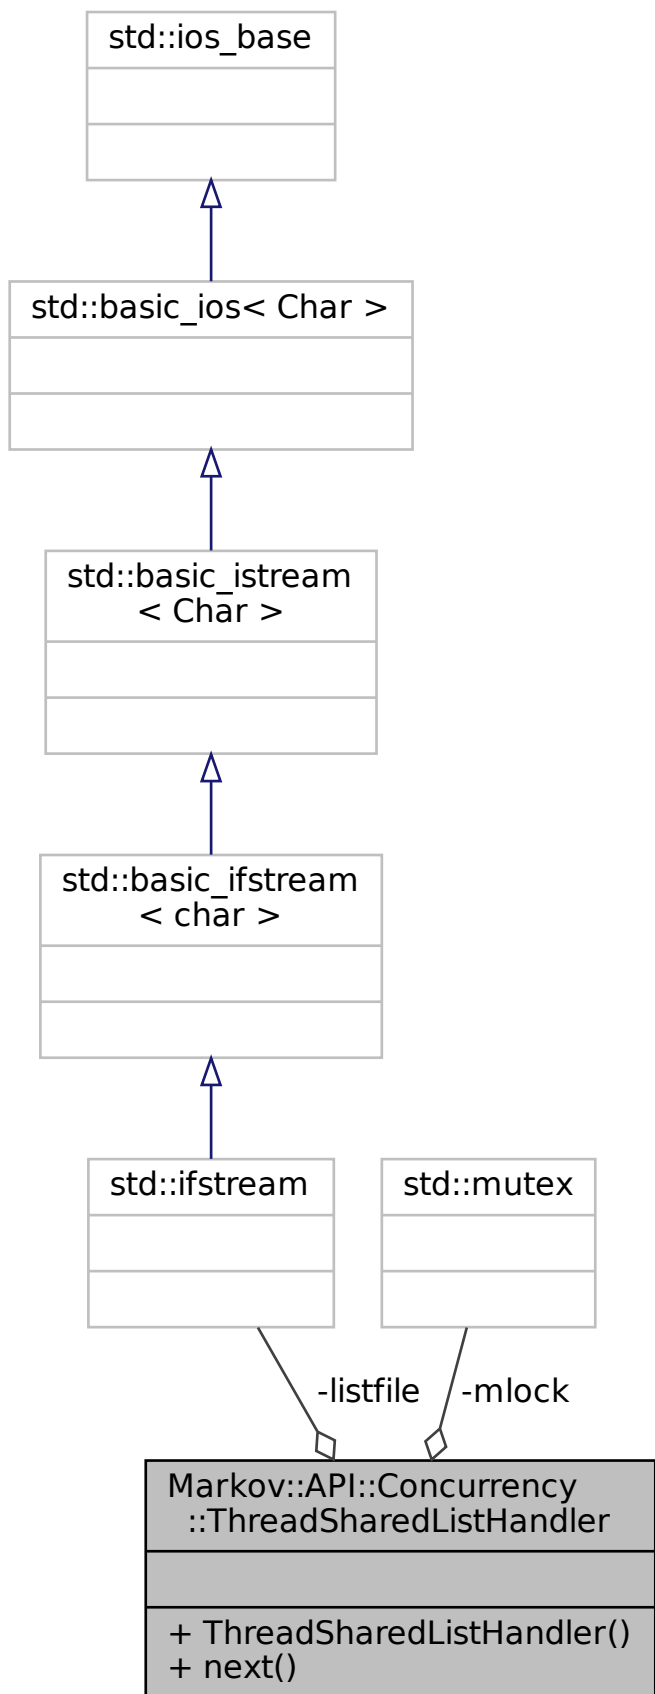 std::ios_base
std::basic_ios< Char >
std::basic_istream
< Char >
std::basic_ifstream
< char >
std::ifstream
std::mutex
-listfile
-mlock
Markov::API::Concurrency
::ThreadSharedListHandler
+ ThreadSharedListHandler()
+ next()